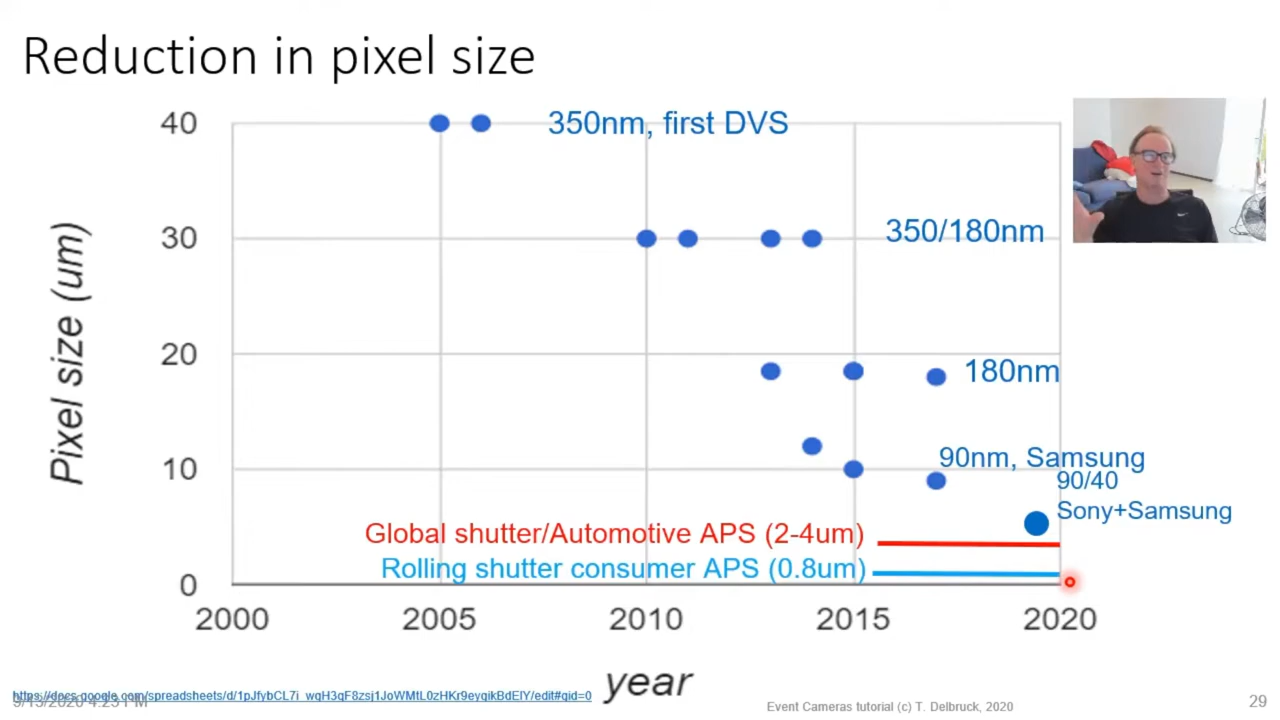 Reduction in pixel size
40
350nm, first DVS
30
350/180nm
Pixel size (um)
20
180nm
10
90nm, Samsung
90/40
Sony+Samsung
Global shutter/Automotive APS (2-4um)
Rolling shutter consumer APS (0.8um)
0
2000 2005 2010 2015 2020
year
Event Cameras tutorial (c) T. Delbruck, 2020
29